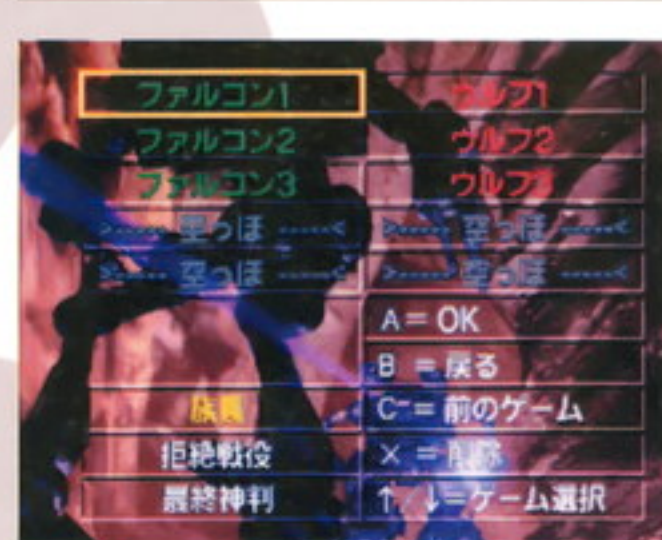 ファルコン1
ウルフ1
ファルコン2
ウルフ2
ファルコン3
ウルフ3
>----- 空っぽ -----<
>----- 空っぽ -----<
>----- 空っぽ -----<
>----- 空っぽ -----<
A = OK
B = 戻る
C = 前のゲーム
拒絶戦役
X = 削除
最終神判
↑/↓=ゲーム選択